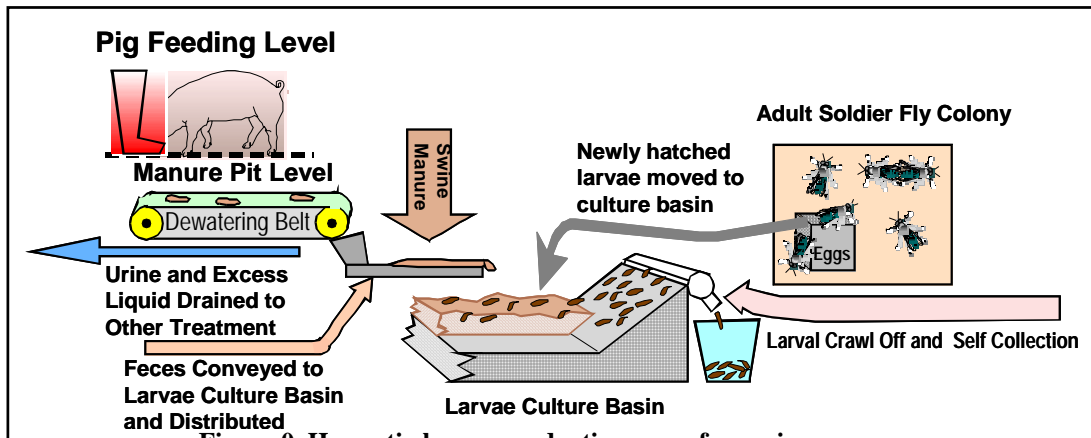 Pig Feeding Level
Manure Pit Level
Dewatering Belt
Urine and Excess
Liquid Drained to
Other Treatment
Feces Conveyed to
Larvae Culture Basin
and Distributed
Swine
Manure
Newly hatched
larvae moved to
culture basin
Adult Soldier Fly Colony
Eggs
Larval Crawl Off and Self Collection
Larvae Culture Basin